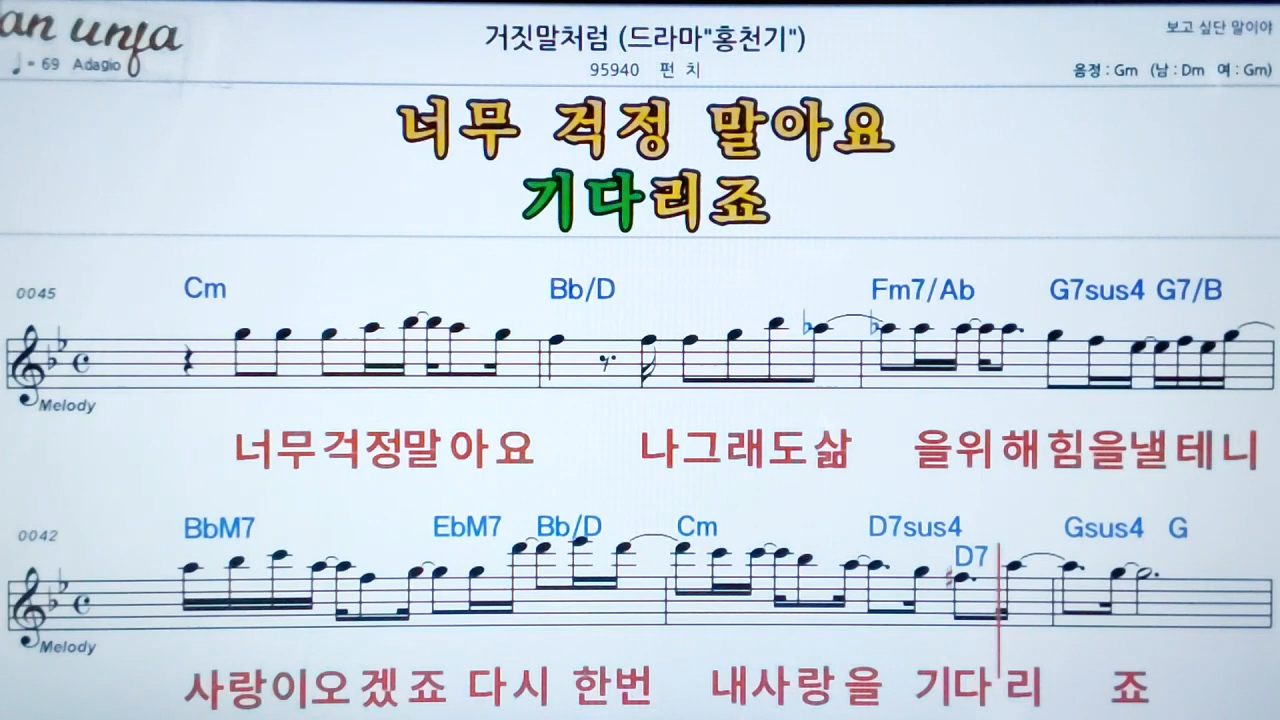 an unfa
♩= 69 Adagio
거짓말처럼 (드라마"홍천기")
95940 펀 치
보고 싶단 말이야
음정 : Gm (남 : Dm 여 : Gm)
너무 걱정 말아요
기다리죠
0045 Cm Bb/D Fm7/Ab G7sus4 G7/B
Melody
너무걱정말아요 나그래도삶 을위해힘을낼테니
0042 BbM7 EbM7 Bb/D Cm D7sus4 D7 Gsus4 G
Melody
사랑이오겠죠 다시 한번 내사랑을 기다리 죠